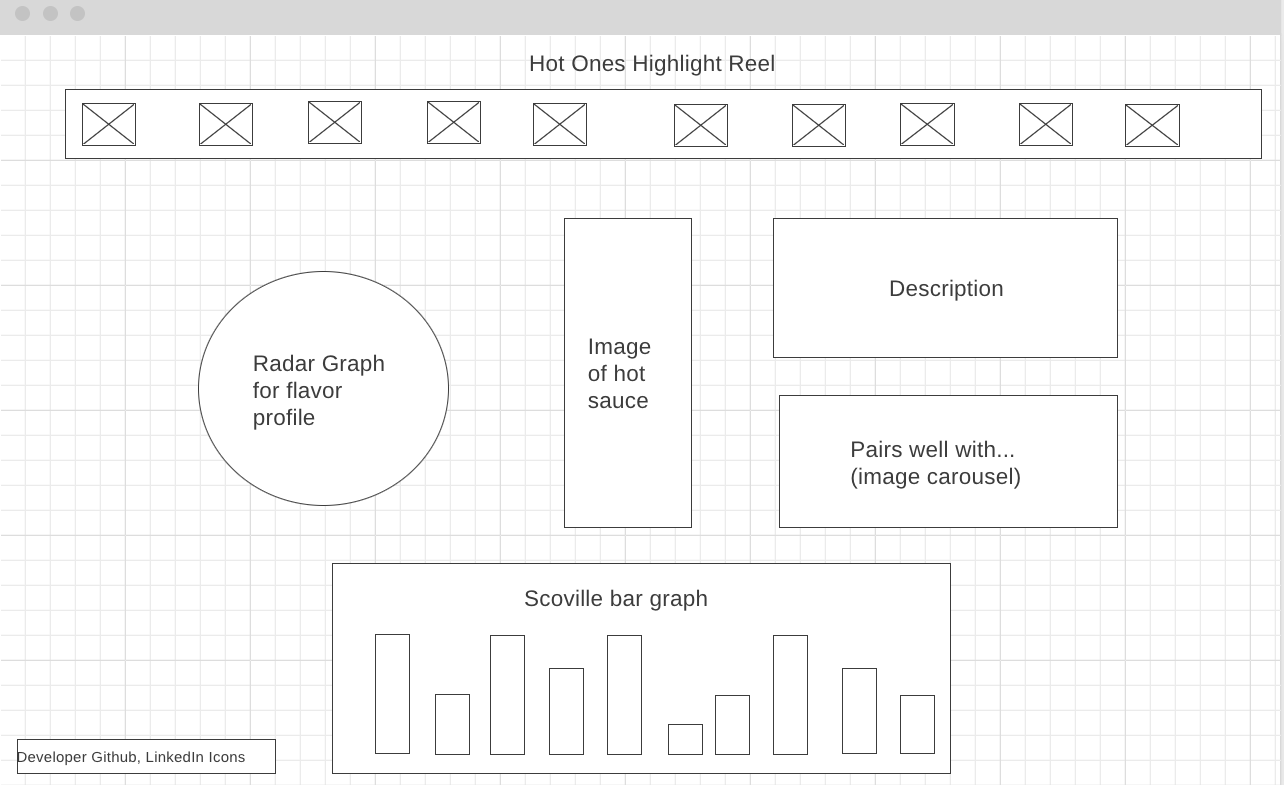 Hot Ones Highlight Reel
Radar Graph
for flavor
profile
Image
of hot
sauce
Description
Pairs well with...
(image carousel)
Scoville bar graph
Developer Github, LinkedIn Icons